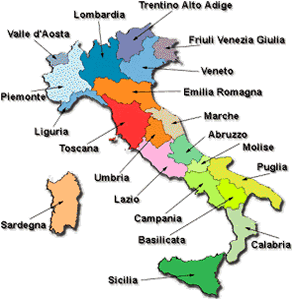 Trentino Alto Adige
Lombardia
Valle d'Aosta
Friuli Venezia Giulia
Veneto
Piemonte
Emilia Romagna
Liguria
Marche
Toscana
Abruzzo
Molise
Puglia
Umbria
Lazio
Campania
Sardegna
Basilicata
Calabria
Sicilia